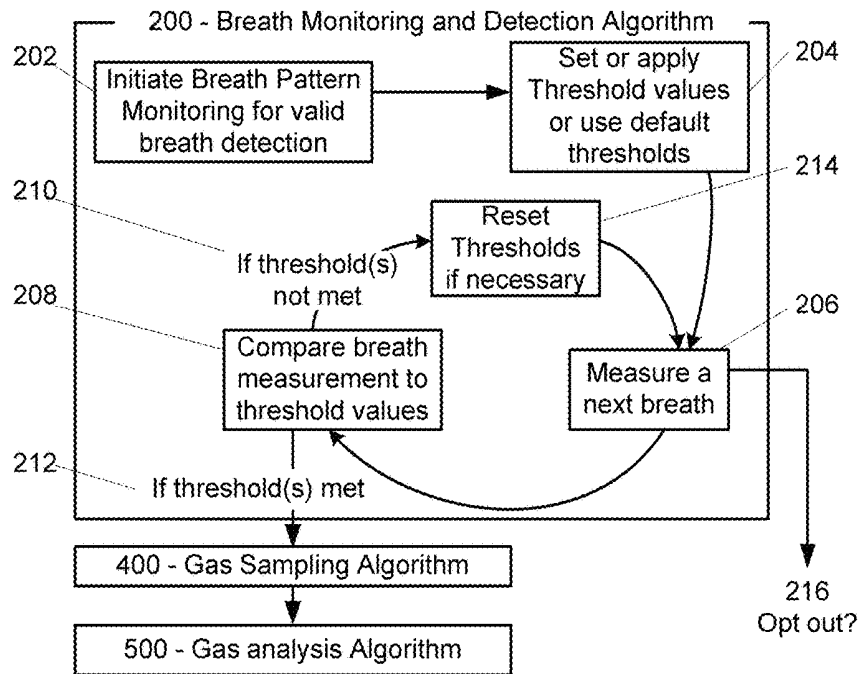 200 - Breath Monitoring and Detection Algorithm
202
Initiate Breath Pattern
Monitoring for valid
breath detection
Set or apply
Threshold values
or use default
thresholds
204
210
214
Reset
Thresholds
if necessary
If threshold(s)
not met
208
206
Compare breath
measurement to
threshold values
Measure a
next breath
212
If threshold(s) met
400 - Gas Sampling Algorithm
216
Opt out?
500 - Gas analysis Algorithm